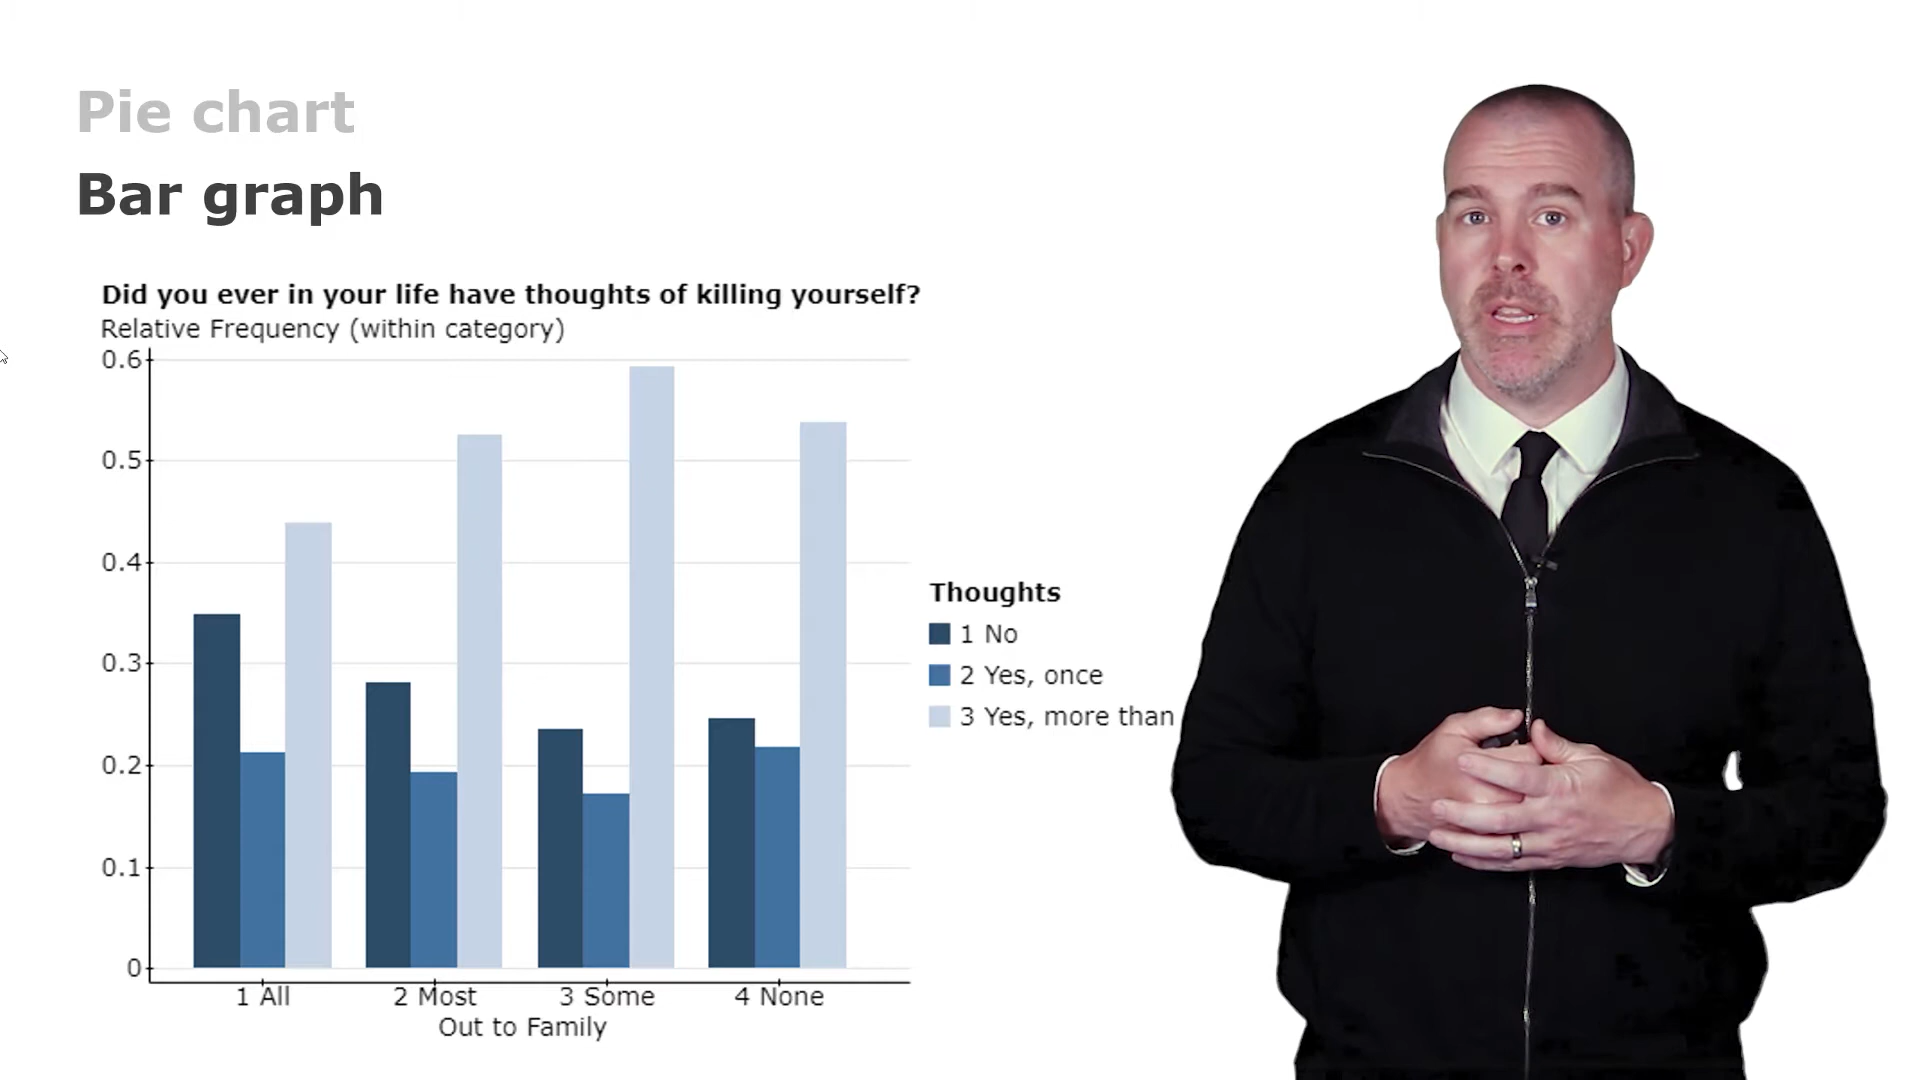 Pie chart
Bar graph
Did you ever in your life have thoughts of killing yourself?
Relative Frequency (within category)
0.6
0.5
0.4
0.3
0.2
0.1
0
Thoughts
1 No
2 Yes, once
3 Yes, more than
1 All
2 Most
3 Some
4 None
Out to Family